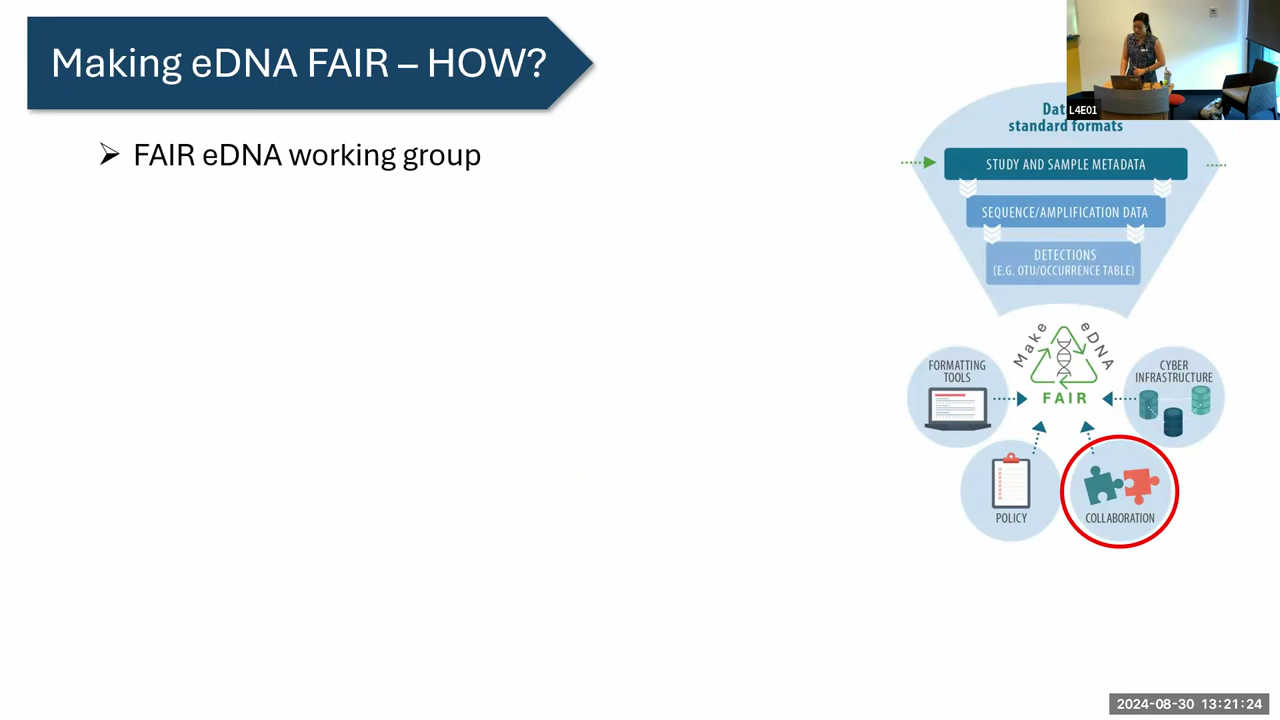 Making eDNA FAIR – HOW?
➢ FAIR eDNA working group
L4E01
standard formats
STUDY AND SAMPLE METADATA
SEQUENCE/AMPLIFICATION DATA
DETECTIONS
(E.G. OTU/OCCURRENCE TABLE)
Make eDNA
FAIR
FORMATTING
TOOLS
CYBER
INFRASTRUCTURE
POLICY
COLLABORATION
2024-08-30 13:21:24